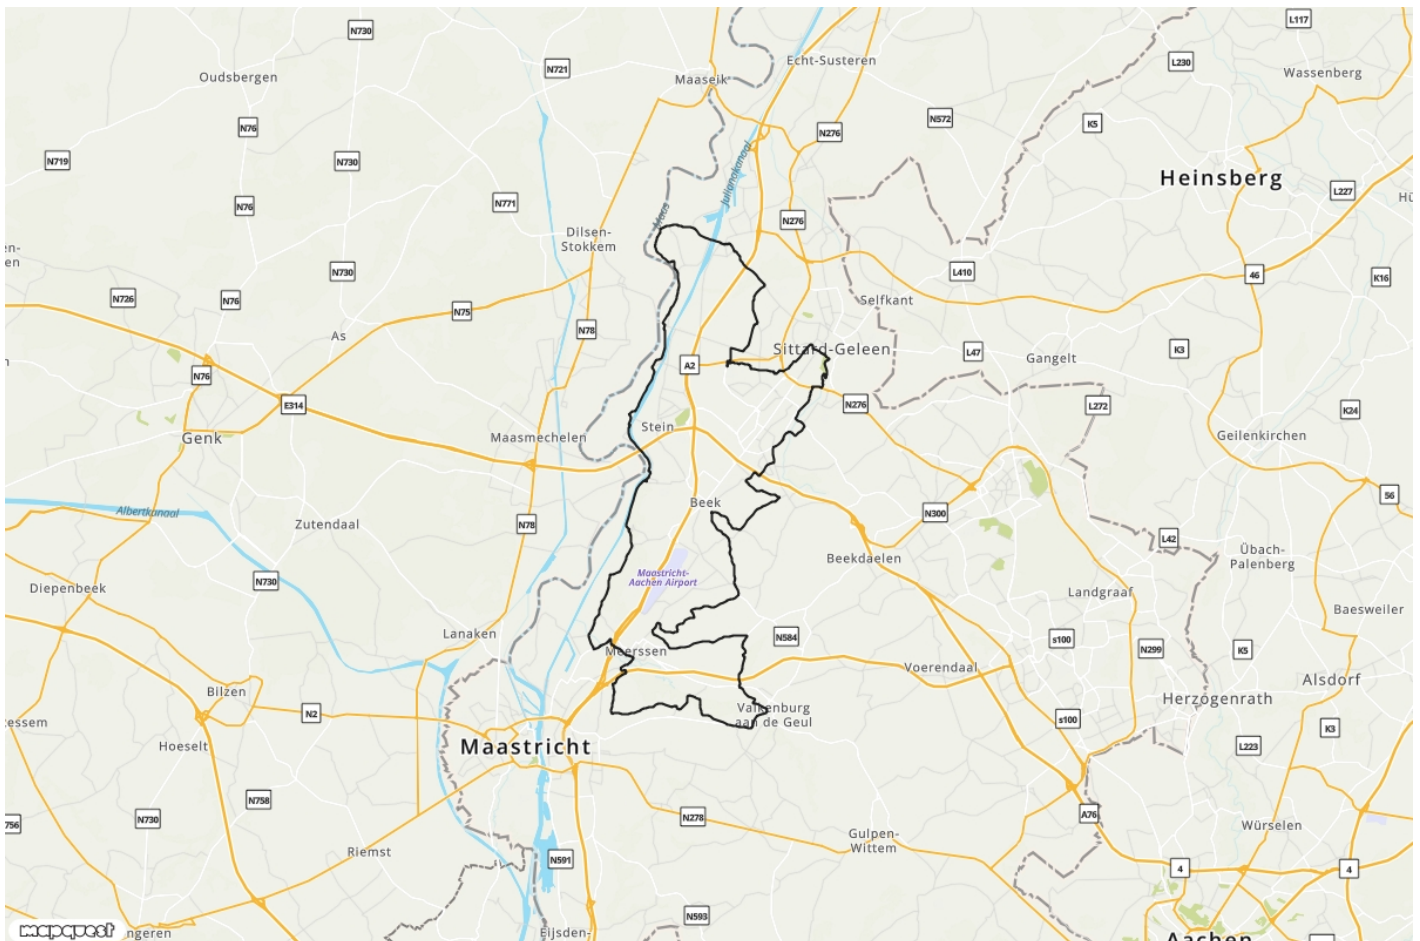 N730
L117
N721
Echt-Susteren
L230
Wassenberg
Oudsbergen
Maaseik
N76
N572
K5
N276
N719
N730
Julianakanaal
Heinsberg
L227
N76
N771
Maas
N276
Dilsen-
Stokkem
N730
L410
46
K16
N726
N76
Selfkant
N75
As
N78
Sittard-Geleen
L47
Gangelt
K3
A2
N76
E314
N276
L272
K24
Genk
Maasmechelen
Stein
Geilenkirchen
56
Beek
Albertkanaal
Zutendaal
N78
N300
L42
Beekdaelen
Übach-
Palenberg
Maastricht-
Aachen Airport
Diepenbeek
N730
Landgraaf
Baesweiler
Lanaken
N584
s100
N299
K5
Meerssen
Voerendaal
Alsdorf
Bilzen
N2
Valkenburg
aan de Geul
Herzogenrath
s100
K3
Hoeselt
Maastricht
L223
N758
N730
N278
A76
Gulpen-
Wittem
Würselen
Riemst
N591
4
4
N593
mapquest
Eijsden-
Aachen